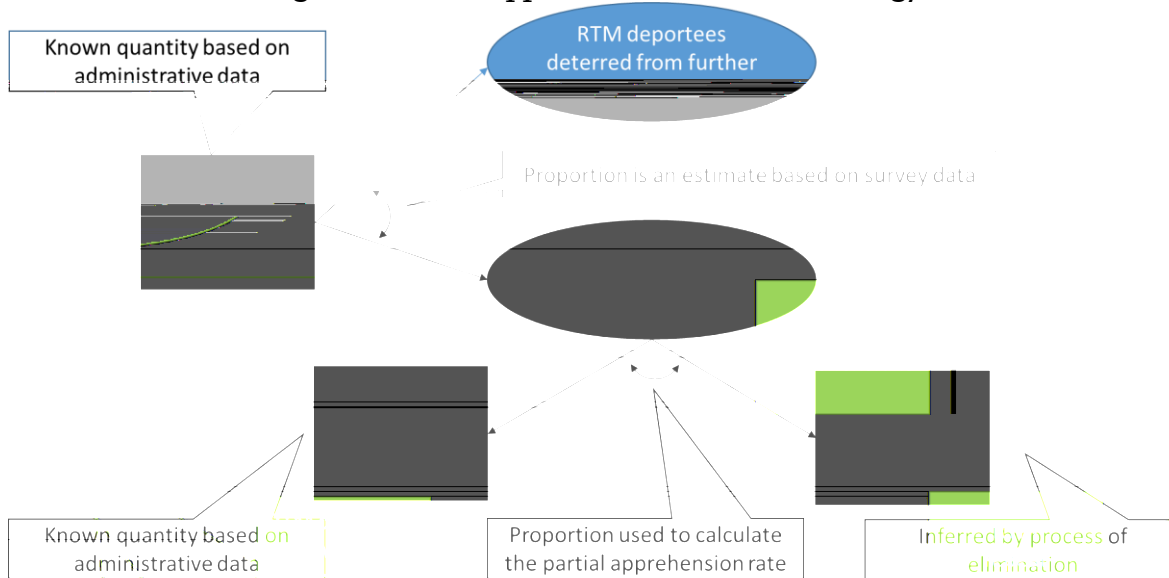 Known quantity based on
administrative data
RTM deportees
deterred from further
Proportion is an estimate based on survey data
Known quantity based on
administrative data
Proportion used to calculate
the partial apprehension rate
Inferred by process of
elimination